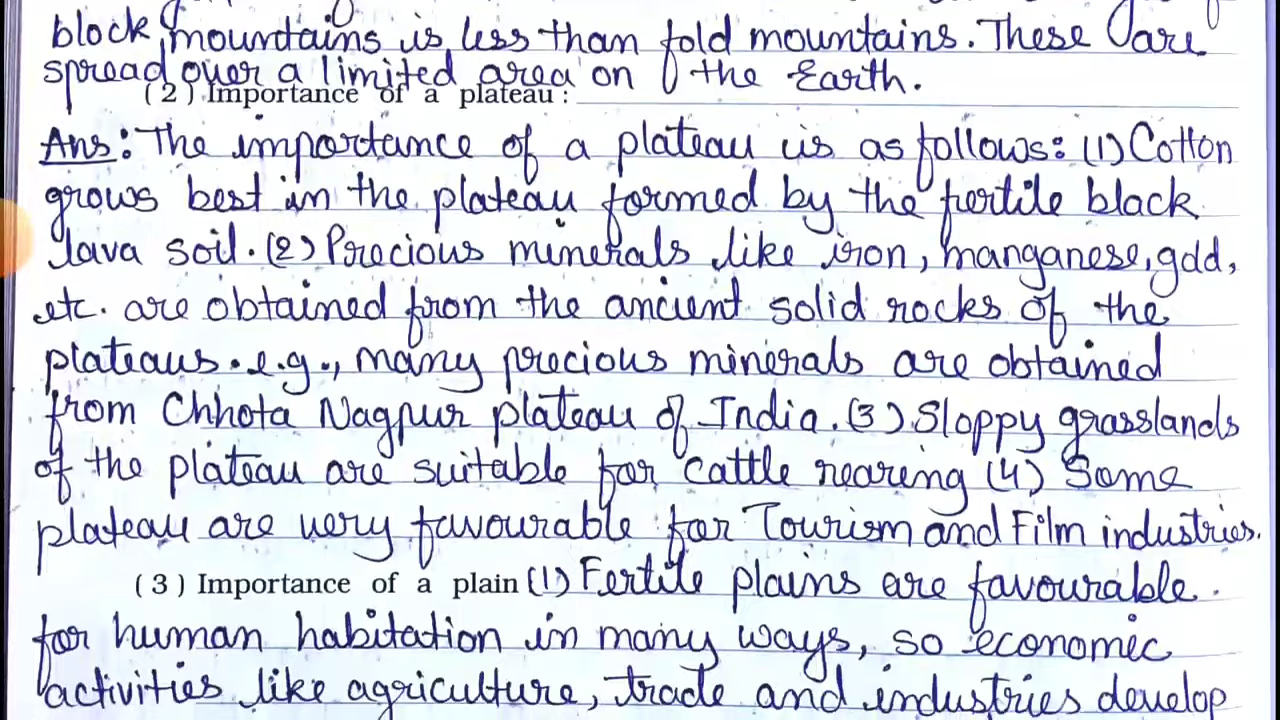 block mountains is less than fold mountains. These are
spread over a limited area on the Earth.
( 2 ) Importance of a plateau :
Ans: The importance of a plateau is as follows: (1) Cotton
grows best in the plateau formed by the fertile black
lava soil. (2) Precious minerals like iron, manganese, gold,
etc. are obtained from the ancient solid rocks of the
plateaus. e.g., many precious minerals are obtained
from Chhota Nagpur plateau of India. (3) Sloppy grasslands
of the plateau are suitable for cattle rearing (4) Some
plateau are very favourable for Tourism and Film industries.
( 3 ) Importance of a plain (1) Fertile plains are favourable
for human habitation in many ways, so economic
activities like agriculture, trade and industries develop